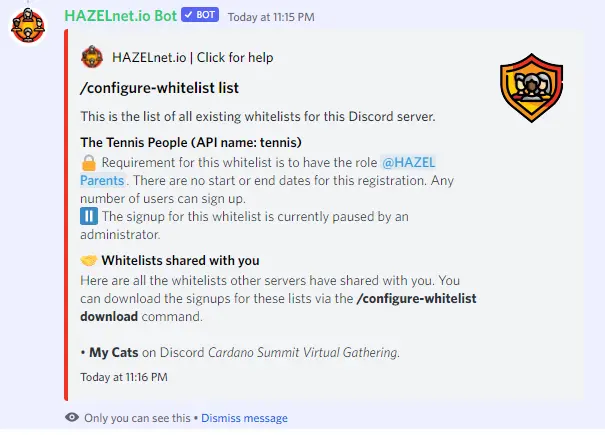 HAZELnet.io Bot ✔ BOT Today at 11:15 PM
HAZELnet.io | Click for help
/configure-whitelist list
This is the list of all existing whitelists for this Discord server.
The Tennis People (API name: tennis)
🔒 Requirement for this whitelist is to have the role @HAZEL
Parents. There are no start or end dates for this registration. Any
number of users can sign up.
⏸ The signup for this whitelist is currently paused by an
administrator.
🤝 Whitelists shared with you
Here are all the whitelists other servers have shared with you. You
can download the signups for these lists via the /configure-whitelist
download command.
• My Cats on Discord Cardano Summit Virtual Gathering.
Today at 11:16 PM
Only you can see this • Dismiss message